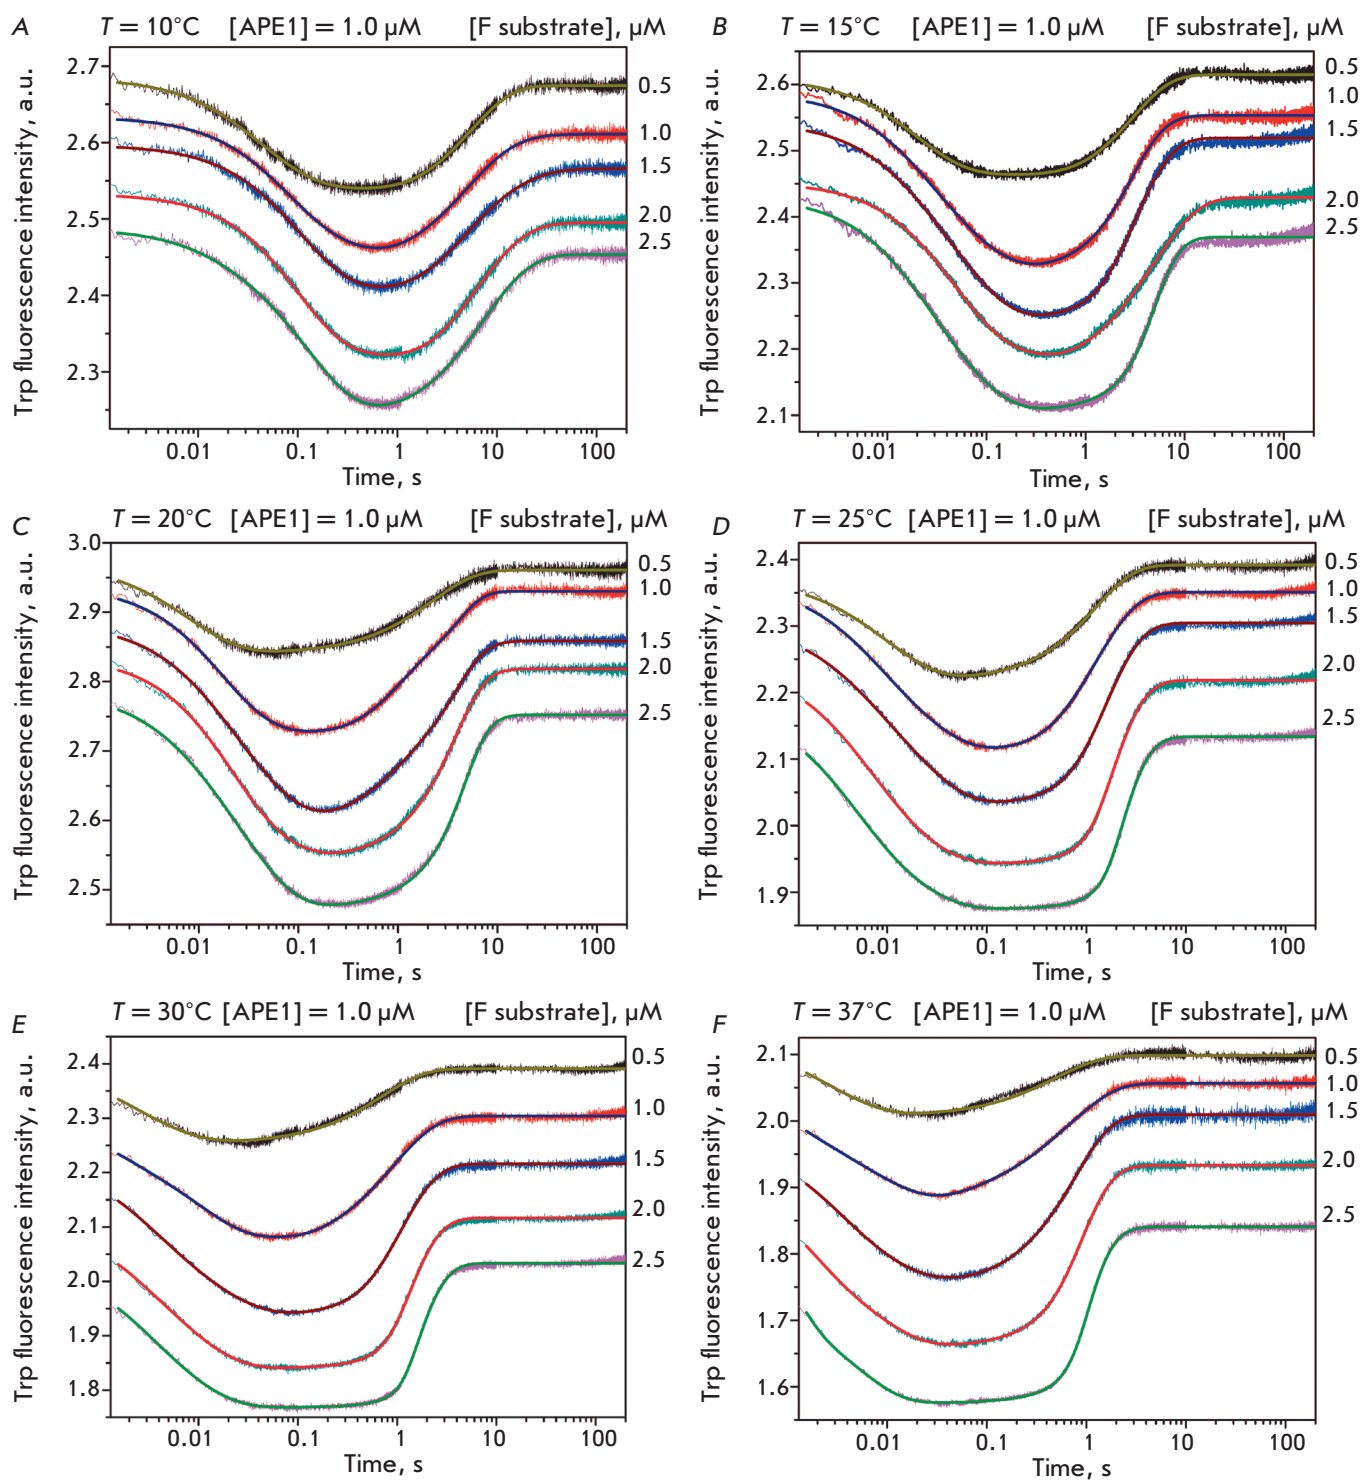 A T = 10°C [APE1] = 1.0 µM [F substrate], µM
Trp fluorescence intensity, a.u.
2.7
2.6
2.5
2.4
2.3
0.5
1.0
1.5
2.0
2.5
0.01 0.1 1 10 100
Time, s
B T = 15°C [APE1] = 1.0 µM [F substrate], µM
Trp fluorescence intensity, a.u.
2.6
2.5
2.4
2.3
2.2
2.1
0.5
1.0
1.5
2.0
2.5
0.01 0.1 1 10 100
Time, s
C T = 20°C [APE1] = 1.0 µM [F substrate], µM
Trp fluorescence intensity, a.u.
3.0
2.9
2.8
2.7
2.6
2.5
0.5
1.0
1.5
2.0
2.5
0.01 0.1 1 10 100
Time, s
D T = 25°C [APE1] = 1.0 µM [F substrate], µM
Trp fluorescence intensity, a.u.
2.4
2.3
2.2
2.1
2.0
1.9
0.5
1.0
1.5
2.0
2.5
0.01 0.1 1 10 100
Time, s
E T = 30°C [APE1] = 1.0 µM [F substrate], µM
Trp fluorescence intensity, a.u.
2.4
2.3
2.2
2.1
2.0
1.9
1.8
0.5
1.0
1.5
2.0
2.5
0.01 0.1 1 10 100
Time, s
F T = 37°C [APE1] = 1.0 µM [F substrate], µM
Trp fluorescence intensity, a.u.
2.1
2.0
1.9
1.8
1.7
1.6
0.5
1.0
1.5
2.0
2.5
0.01 0.1 1 10 100
Time, s